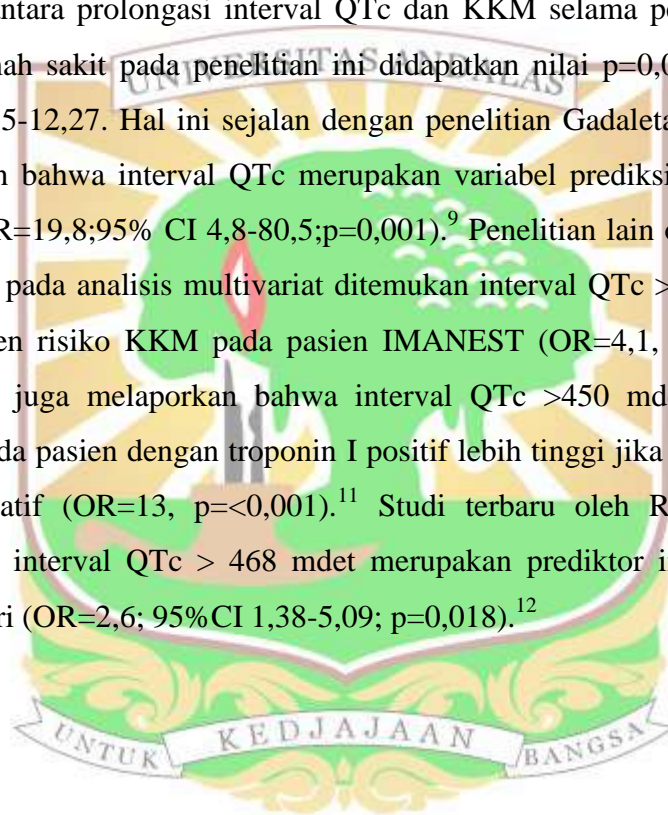 antara prolongasi interval QTc dan KKM selama pe
ah sakit pada penelitian ini didapatkan nilai p=0,0
5-12,27. Hal ini sejalan dengan penelitian Gadaleta
n bahwa interval QTc merupakan variabel prediksi
R=19,8;95% CI 4,8-80,5;p=0,001).⁹ Penelitian lain
pada analisis multivariat ditemukan interval QTc >
en risiko KKM pada pasien IMANEST (OR=4,1,
juga melaporkan bahwa interval QTc >450 md
da pasien dengan troponin I positif lebih tinggi jika
atif (OR=13, p=<0,001).¹¹ Studi terbaru oleh R
interval QTc > 468 mdet merupakan prediktor i
ri (OR=2,6; 95%CI 1,38-5,09; p=0,018).¹²
UNIVERSITAS ANDALAS
UNTUK KEDJAJAAN BANGSA